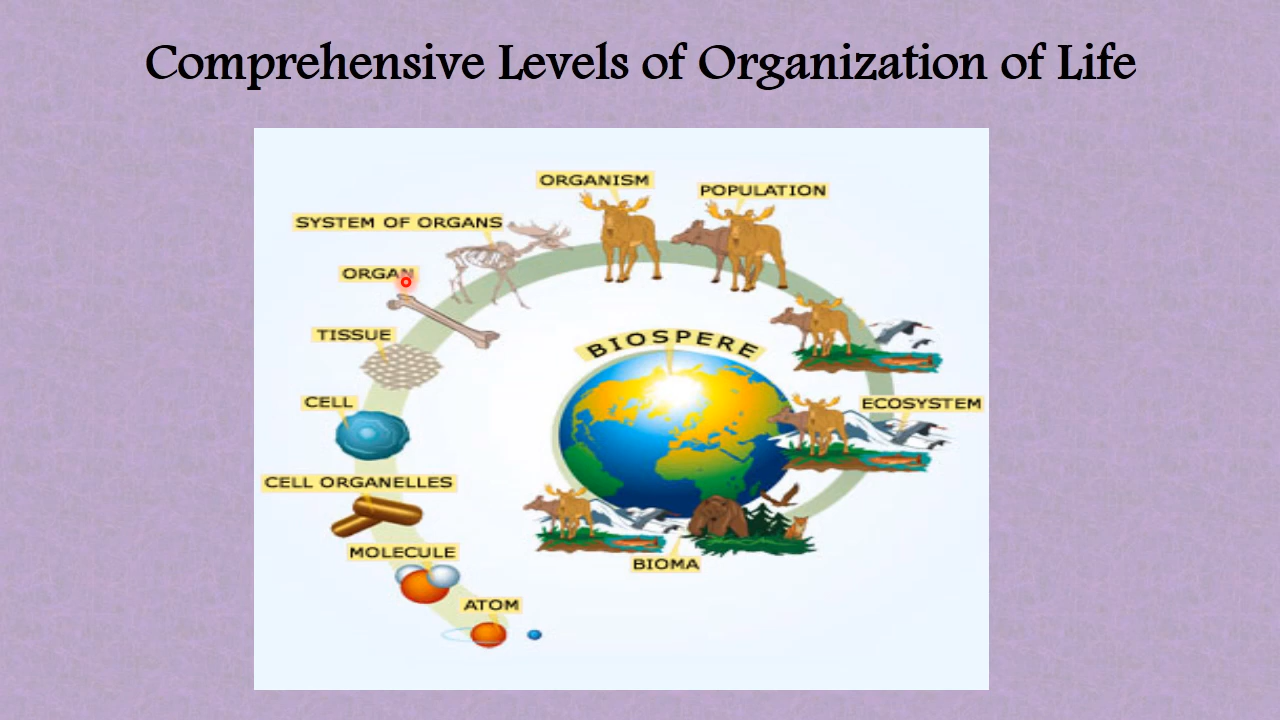 Comprehensive Levels of Organization of Life
ORGANISM
POPULATION
SYSTEM OF ORGANS
ORGAN
TISSUE
BIOSPERE
CELL
ECOSYSTEM
CELL ORGANELLES
MOLECULE
BIOMA
ATOM